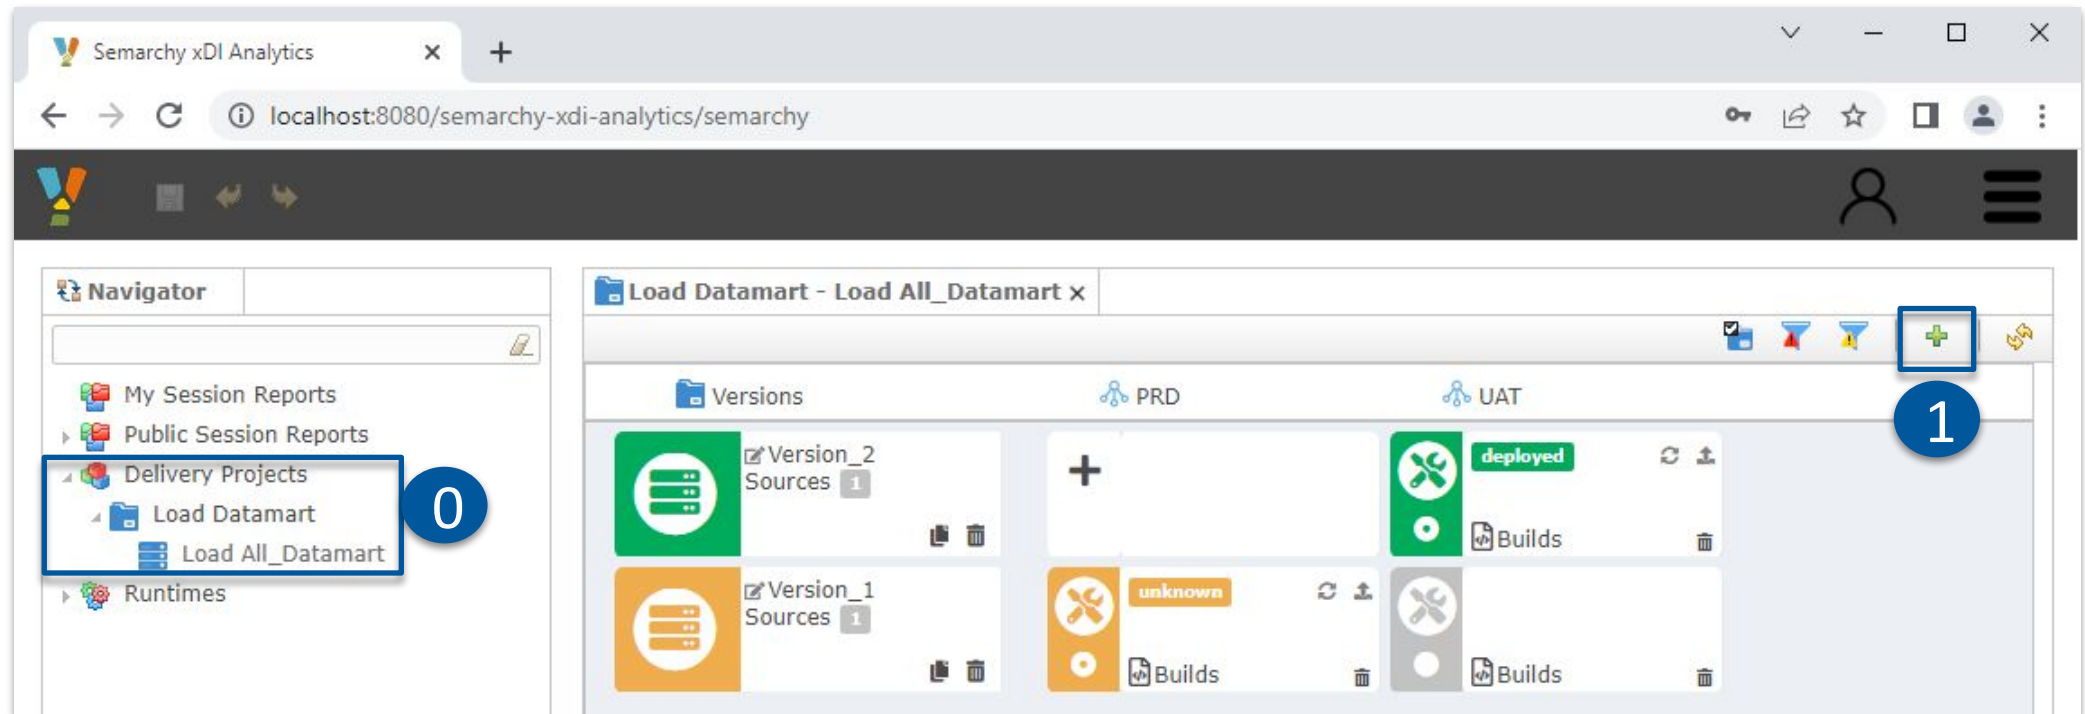 Semarchy xDI Analytics
localhost:8080/semarchy-xdi-analytics/semarchy
Navigator
Load Datamart - Load All_Datamart
1
My Session Reports
Public Session Reports
Delivery Projects
Load Datamart
Load All_Datamart
0
Runtimes
Versions PRD UAT
Version_2
Sources 1
deployed
Builds
Version_1
Sources 1
unknown
Builds
Builds